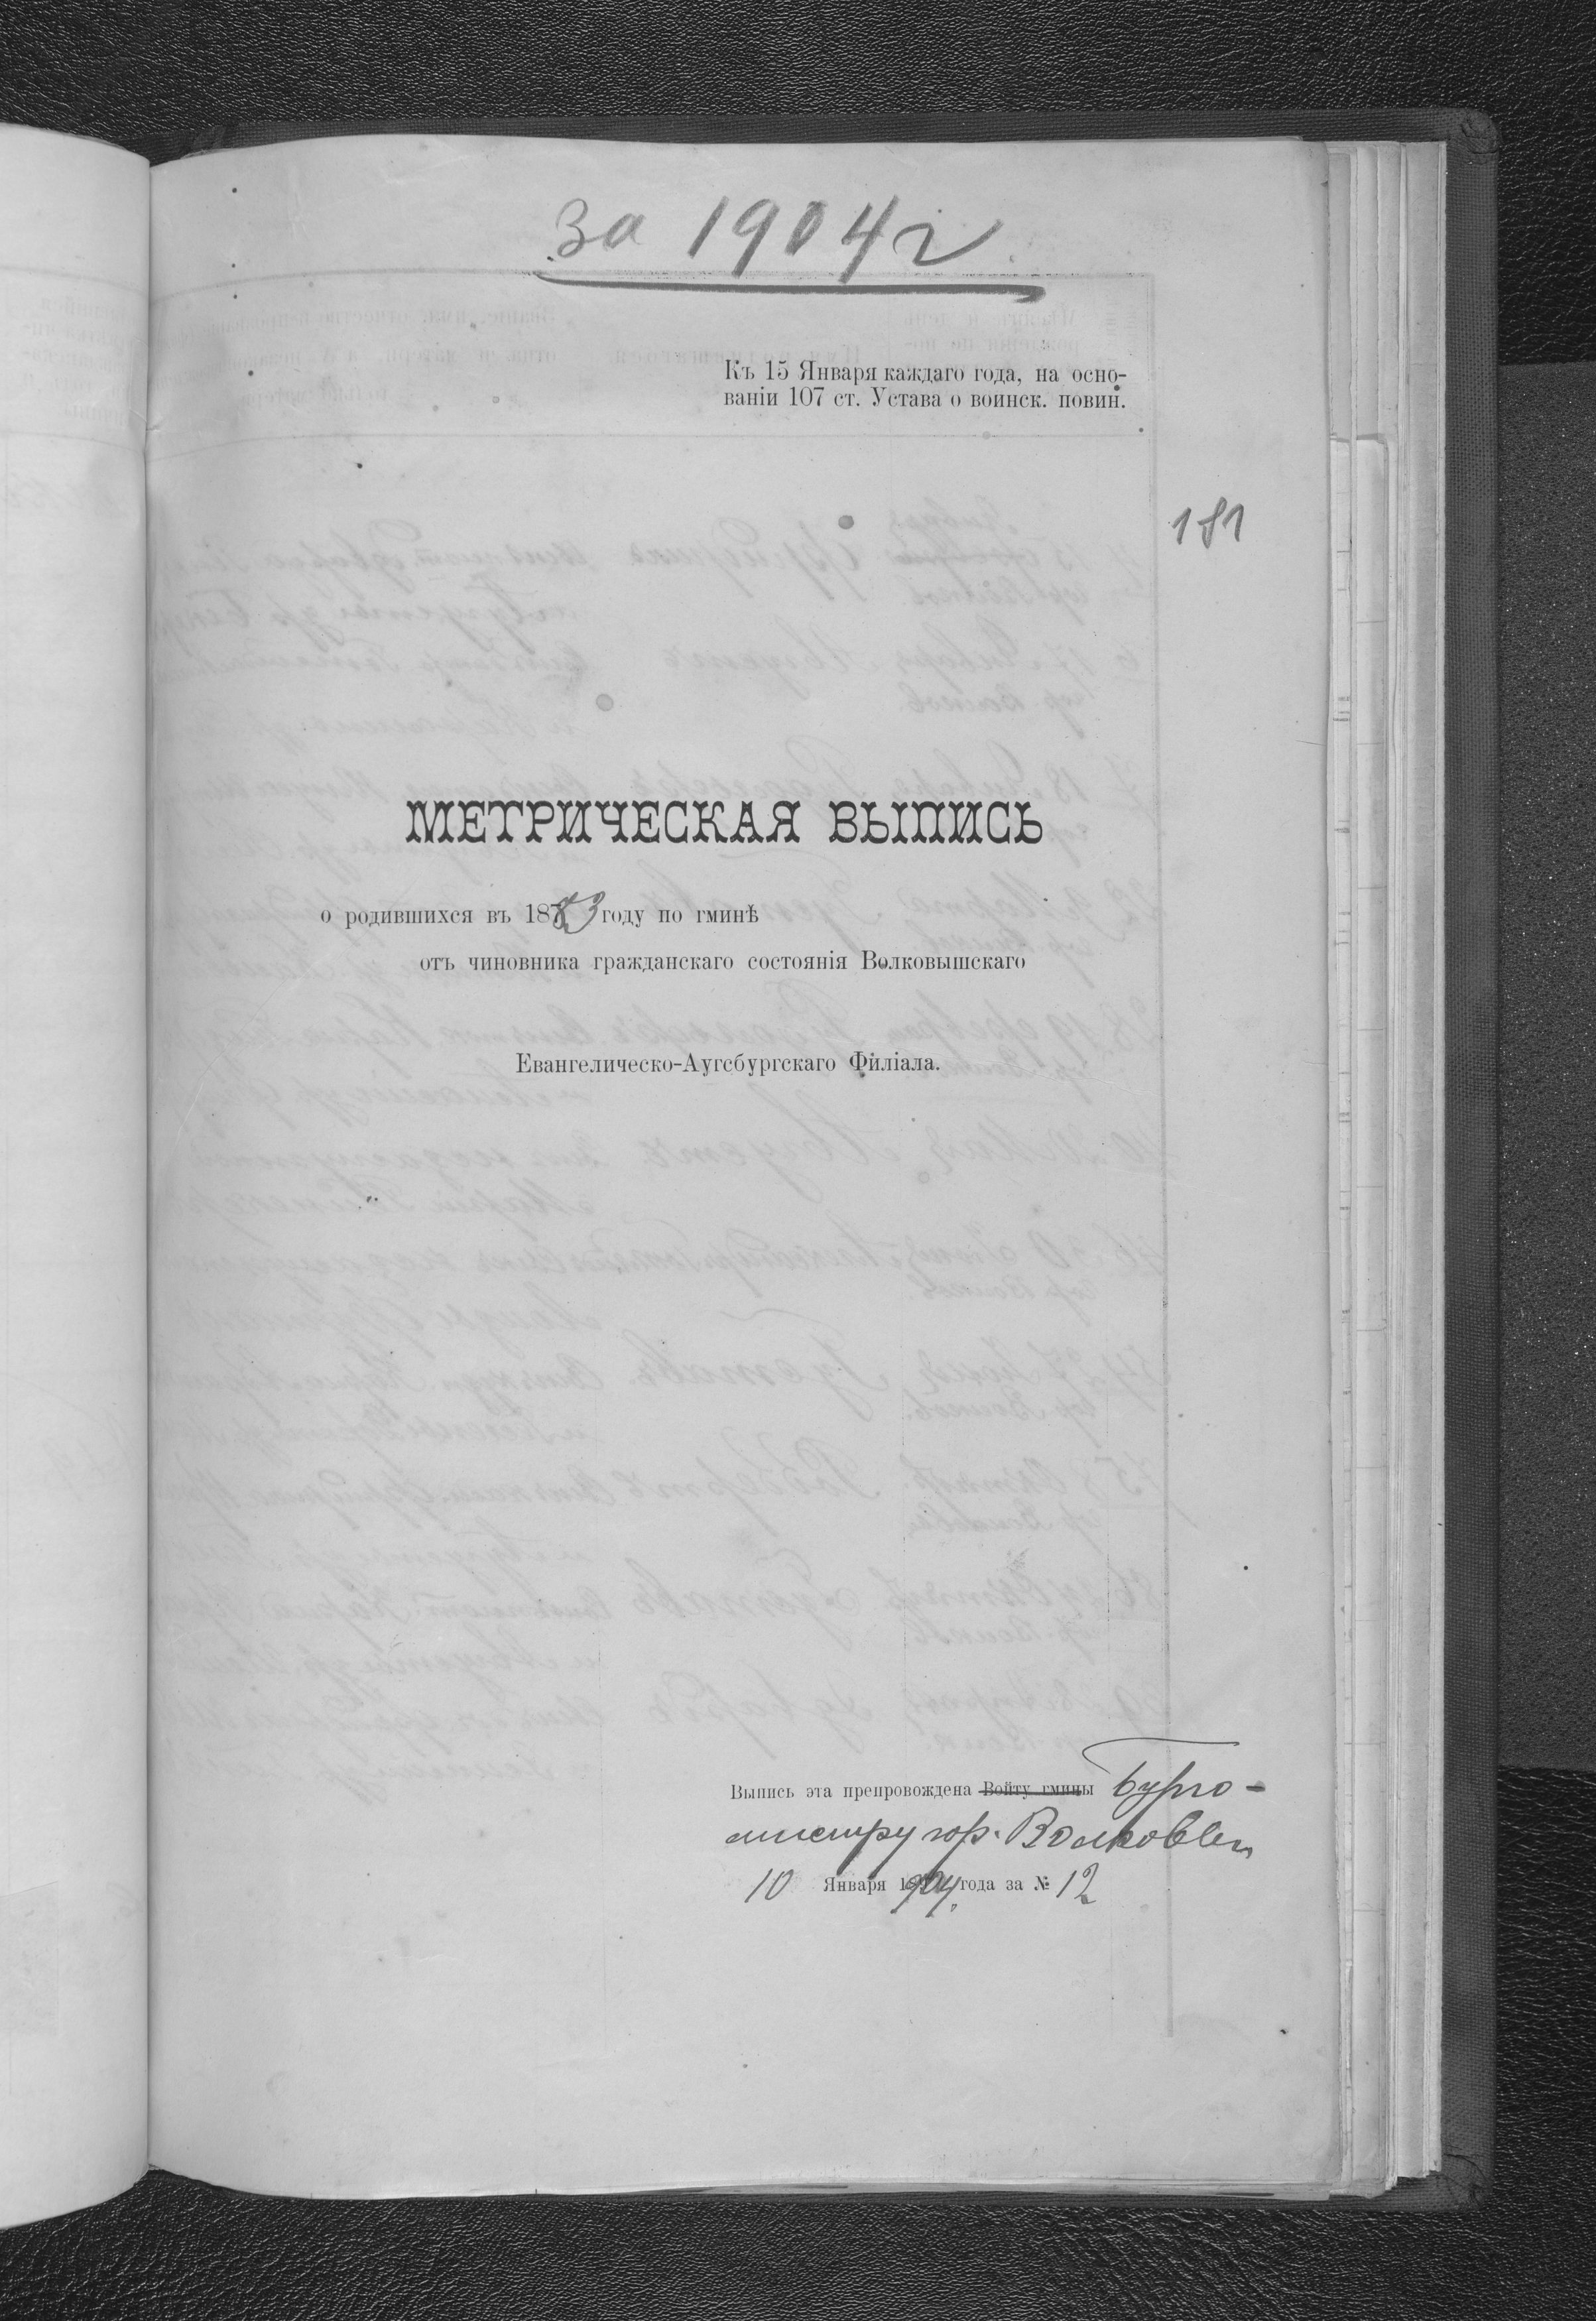 за 1904 г
Къ 15 Января каждаго года, на осно-
ваніи 107 ст. Устава о воинск. повин.
181
МЕТРИЧЕСКАЯ ВЫПИСЬ
о родившихся въ 1883 году по гминѣ
отъ чиновника гражданскаго состоянія Волковышскаго
Евангелическо-Аугсбургскаго Филіала.
Выпись эта препровождена Войту гмины Бурго-
мистру гор.
10 Января 1904 года за № 12